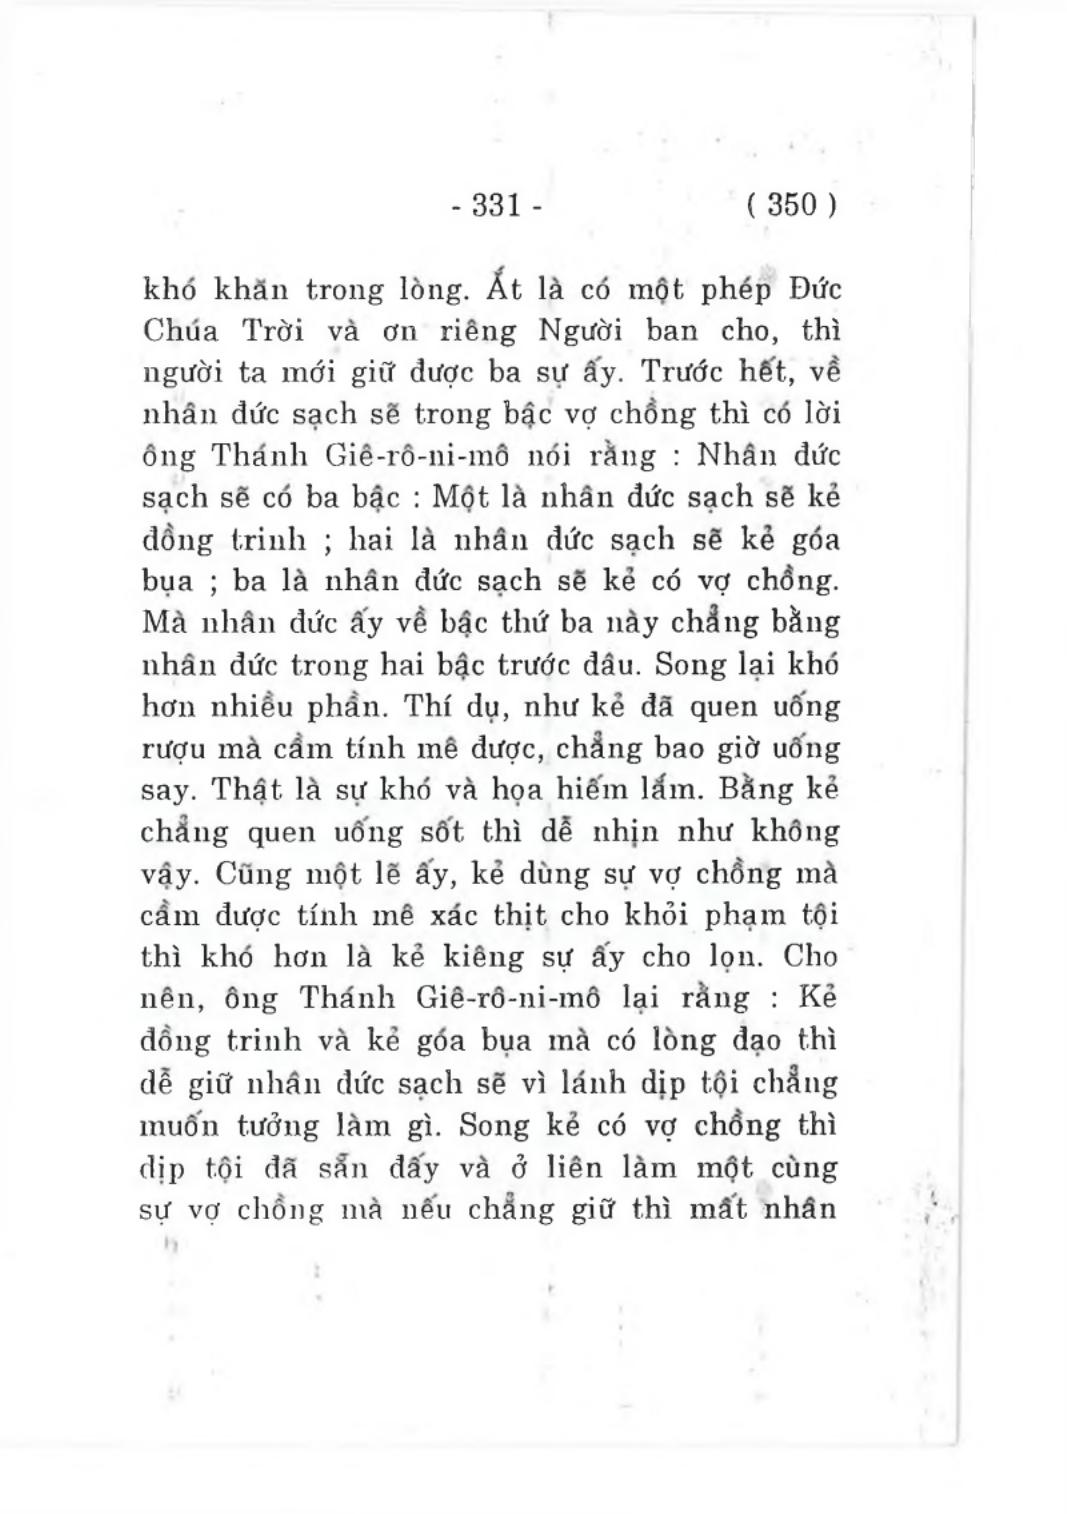 - 331 - ( 350 )
khó khăn trong lòng. Ắt là có một phép Đức
Chúa Trời và ơn riêng Người ban cho, thì
người ta mới giữ được ba sự ấy. Trước hết, về
nhân đức sạch sẽ trong bậc vợ chồng thì có lời
ông Thánh Giê-rô-ni-mô nói rằng : Nhân đức
sạch sẽ có ba bậc : Một là nhân đức sạch sẽ kẻ
đồng trinh ; hai là nhân đức sạch sẽ kẻ góa
bụa ; ba là nhân đức sạch sẽ kẻ có vợ chồng.
Mà nhân đức ấy về bậc thứ ba này chẳng bằng
nhân đức trong hai bậc trước đâu. Song lại khó
hơn nhiều phần. Thí dụ, như kẻ đã quen uống
rượu mà cầm tính mê được, chẳng bao giờ uống
say. Thật là sự khó và họa hiếm lắm. Bằng kẻ
chẳng quen uống sốt thì dễ nhịn như không
vậy. Cũng một lẽ ấy, kẻ dùng sự vợ chồng mà
cầm được tính mê xác thịt cho khỏi phạm tội
thì khó hơn là kẻ kiêng sự ấy cho lọn. Cho
nên, ông Thánh Giê-rô-ni-mô lại rằng : Kẻ
đồng trinh và kẻ góa bụa mà có lòng đạo thì
dễ giữ nhân đức sạch sẽ vì lánh dịp tội chẳng
muốn tưởng làm gì. Song kẻ có vợ chồng thì
dịp tội đã sẵn đấy và ở liên làm một cùng
sự vợ chồng mà nếu chẳng giữ thì mất nhân